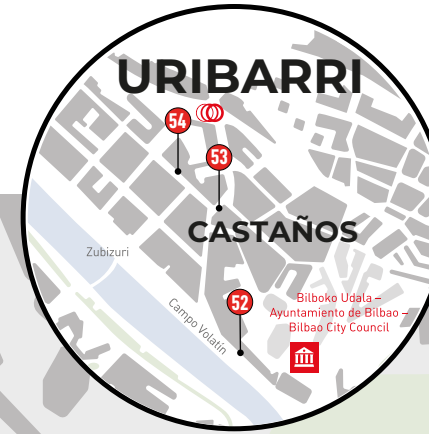 URIBARRI
54
53
CASTAÑOS
Zubizuri
52
Campo Volatín
Bilboko Udala –
Ayuntamiento de Bilbao –
Bilbao City Council